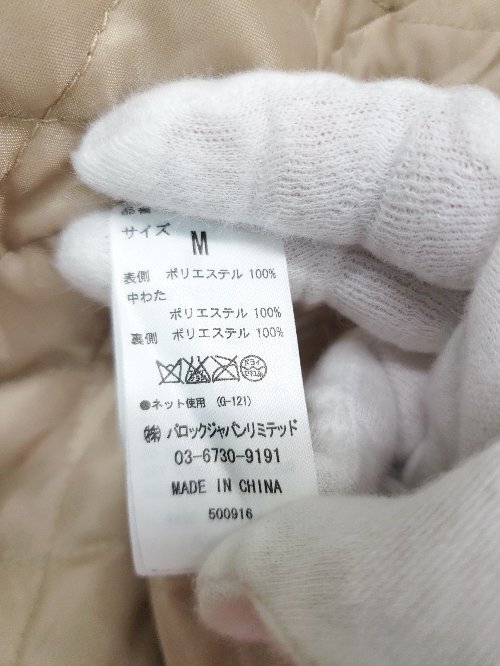 サイズ M
表側 ポリエステル 100%
中わた
ポリエステル 100%
裏側 ポリエステル 100%
●ネット使用 (Q-121)
㈱バロックジャパンリミテッド
03-6730-9191
MADE IN CHINA
500916